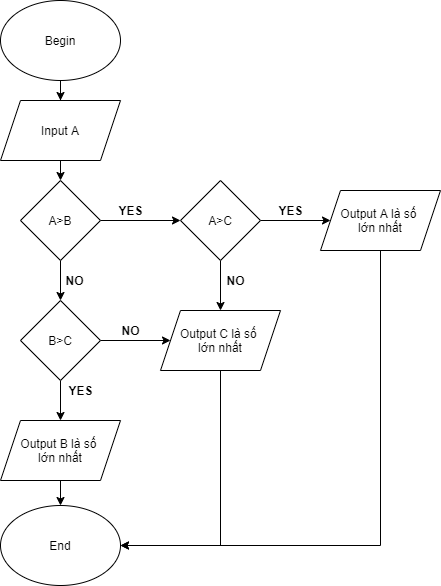 Begin
Input A
A>B
YES
A>C
YES
Output A là số
lớn nhất
NO
NO
B>C
NO
Output C là số
lớn nhất
YES
Output B là số
lớn nhất
End